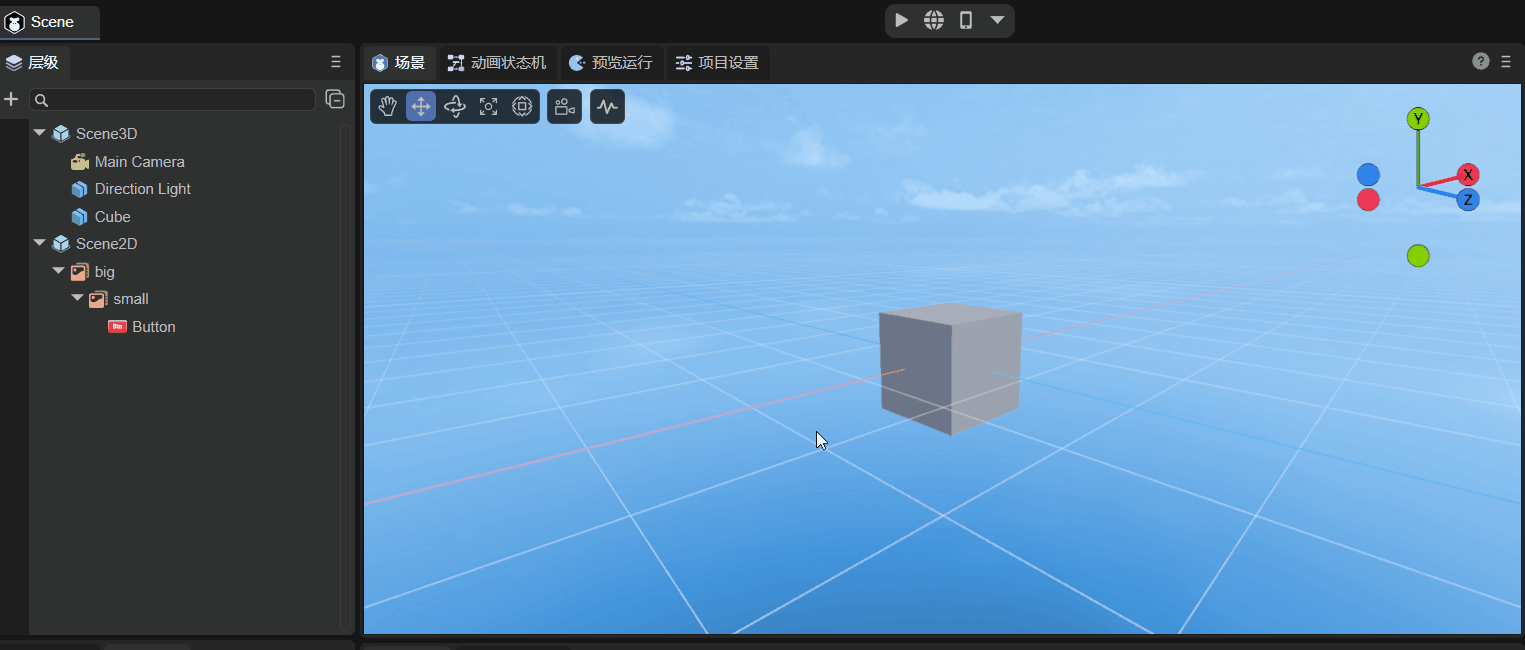 Scene
层级
场景
动画状态机
预览运行
项目设置
?
Scene3D
Main Camera
Direction Light
Cube
Scene2D
big
small
Btn Button
Y
X
Z